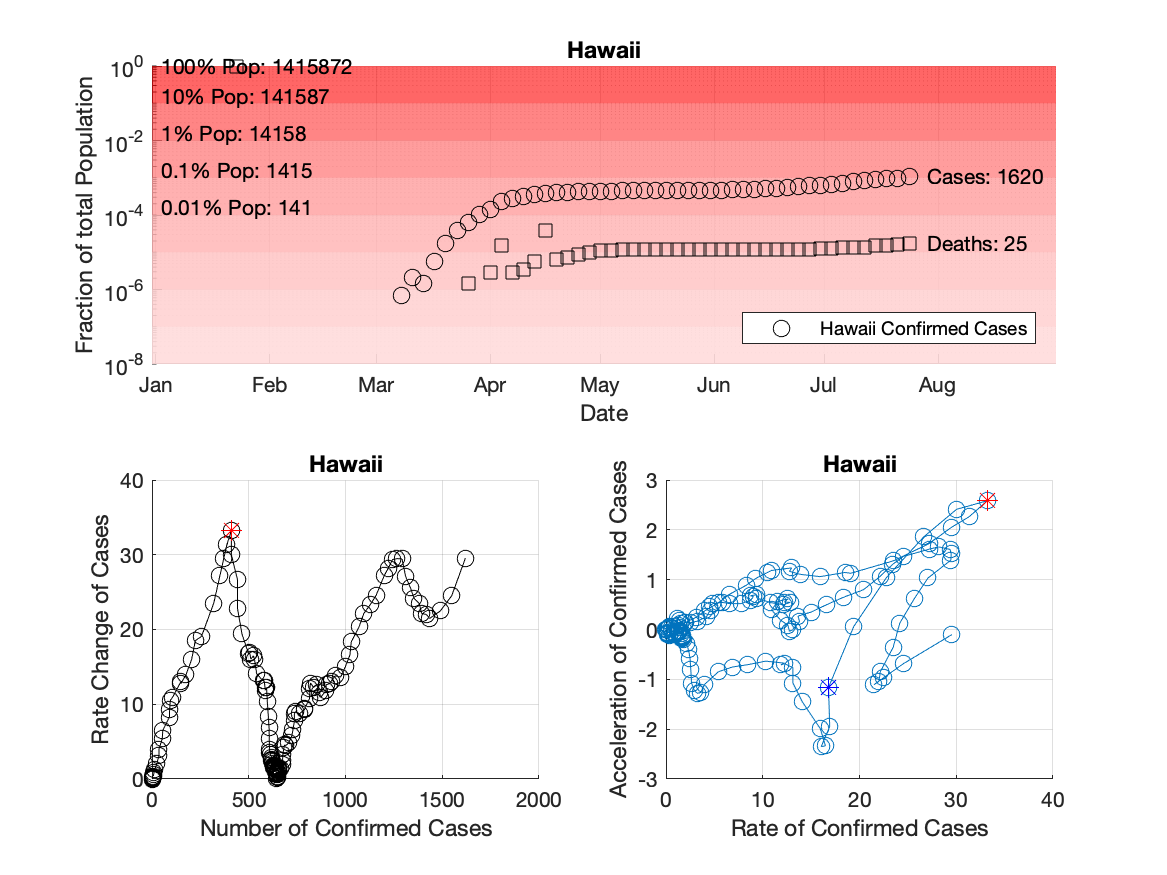 Hawaii
Fraction of total Population
10^0
10^-2
10^-4
10^-6
10^-8
100% Pop: 1415872
10% Pop: 141587
1% Pop: 14158
0.1% Pop: 1415
0.01% Pop: 141
Cases: 1620
Deaths: 25
Hawaii Confirmed Cases
Jan Feb Mar Apr May Jun Jul Aug
Date
Hawaii
Rate Change of Cases
40
30
20
10
0
0 500 1000 1500 2000
Number of Confirmed Cases
Hawaii
Acceleration of Confirmed Cases
3
2
1
0
-1
-2
-3
0 10 20 30 40
Rate of Confirmed Cases